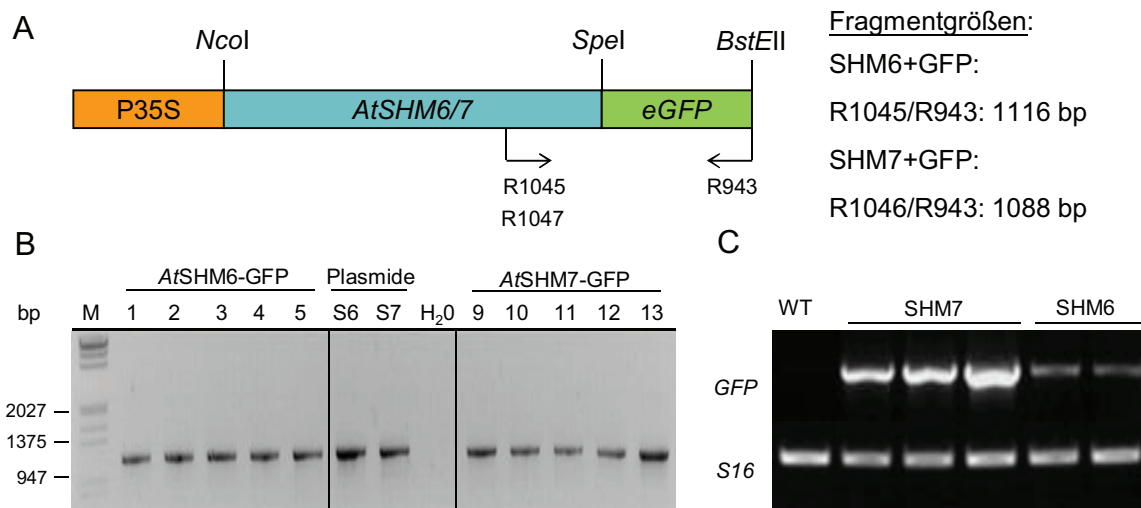 A
NcoI
SpeI
BstEII
P35S
AtSHM6/7
eGFP
R1045
R1047
R943
Fragmentgrößen:
SHM6+GFP:
R1045/R943: 1116 bp
SHM7+GFP:
R1046/R943: 1088 bp
B
AtSHM6-GFP
Plasmide
AtSHM7-GFP
bp M 1 2 3 4 5 S6 S7 H20 9 10 11 12 13
2027
1375
947
C
WT SHM7 SHM6
GFP
S16